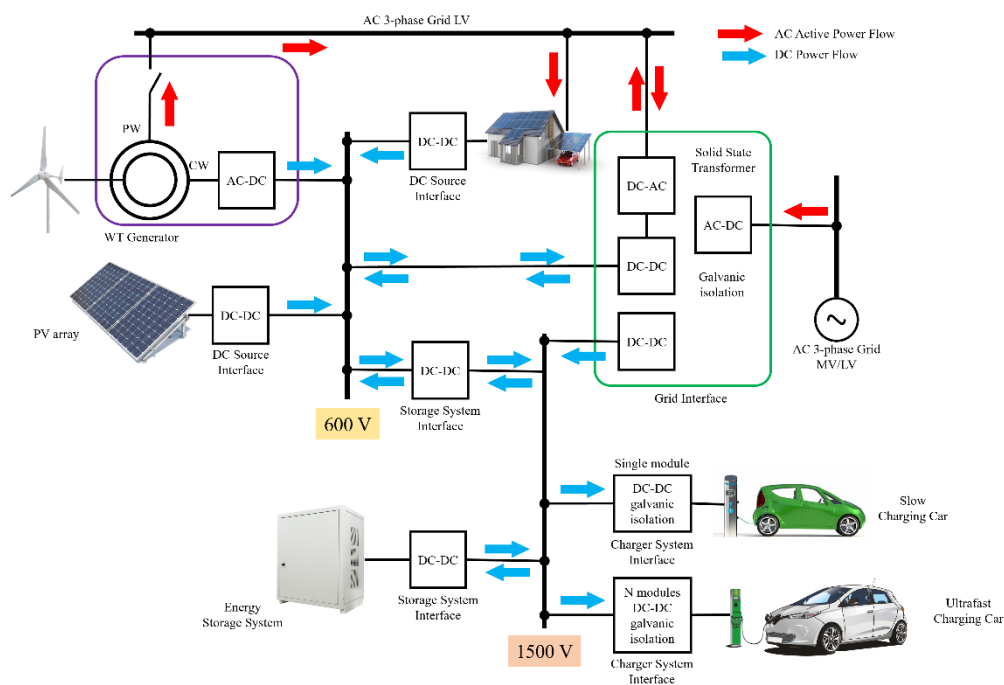 AC 3-phase Grid LV
AC Active Power Flow
DC Power Flow
PW
CW
AC-DC
WT Generator
DC-DC
DC Source
Interface
DC-AC
Solid State
Transformer
AC-DC
Galvanic
isolation
DC-DC
DC-DC
Grid Interface
AC 3-phase Grid
MV/LV
PV array
DC-DC
DC Source
Interface
DC-DC
Storage System
Interface
600 V
Single module
DC-DC
galvanic
isolation
Charger System
Interface
Slow
Charging Car
Energy
Storage System
DC-DC
Storage System
Interface
N modules
DC-DC
galvanic
isolation
Charger System
Interface
Ultrafast
Charging Car
1500 V